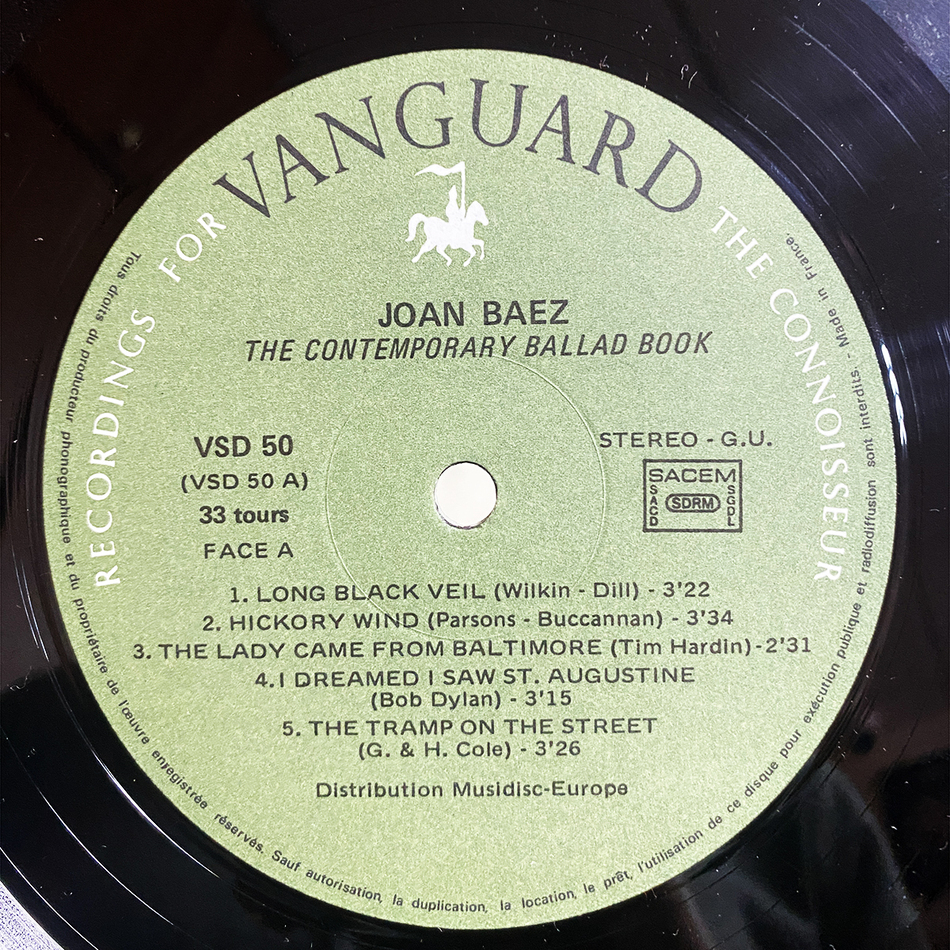 VANGUARD
RECORDINGS FOR THE CONNOISSEUR
JOAN BAEZ
THE CONTEMPORARY BALLAD BOOK
VSD 50
(VSD 50 A)
33 tours
FACE A
STEREO - G.U.
SACEM
SACD
SDRM
SGDL
1. LONG BLACK VEIL (Wilkin - Dill) - 3'22
2. HICKORY WIND (Parsons - Buccannan) - 3'34
3. THE LADY CAME FROM BALTIMORE (Tim Hardin) - 2'31
4. I DREAMED I SAW ST. AUGUSTINE
(Bob Dylan) - 3'15
5. THE TRAMP ON THE STREET
(G. & H. Cole) - 3'26
Distribution Musidisc-Europe
Tous droits du producteur phonographique et du propriétaire de l'œuvre enregistrée réservés. Sauf autorisation, la duplication, la location, le prêt, l'utilisation de ce disque pour exécution publique et radiodiffusion sont interdits. - Made in France.